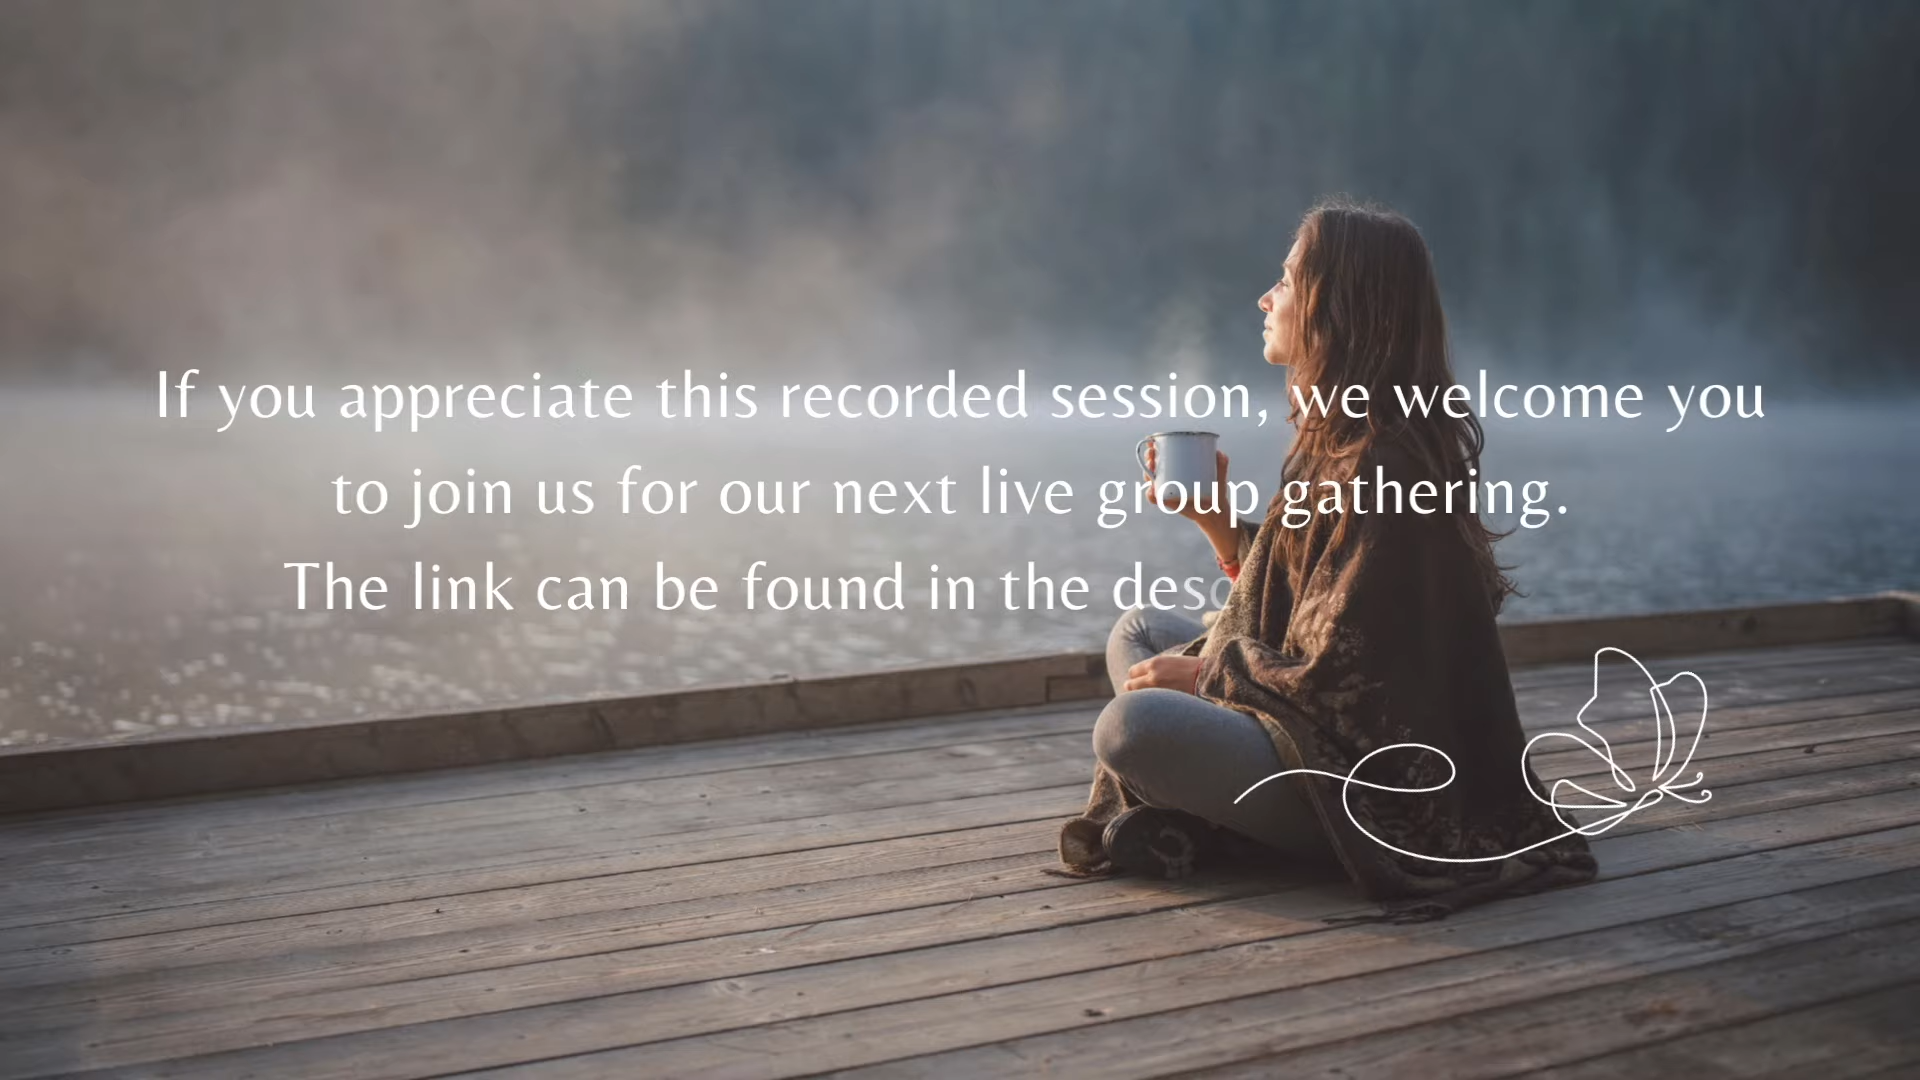 If you appreciate this recorded session, we welcome you
to join us for our next live group gathering.
The link can be found in the desc